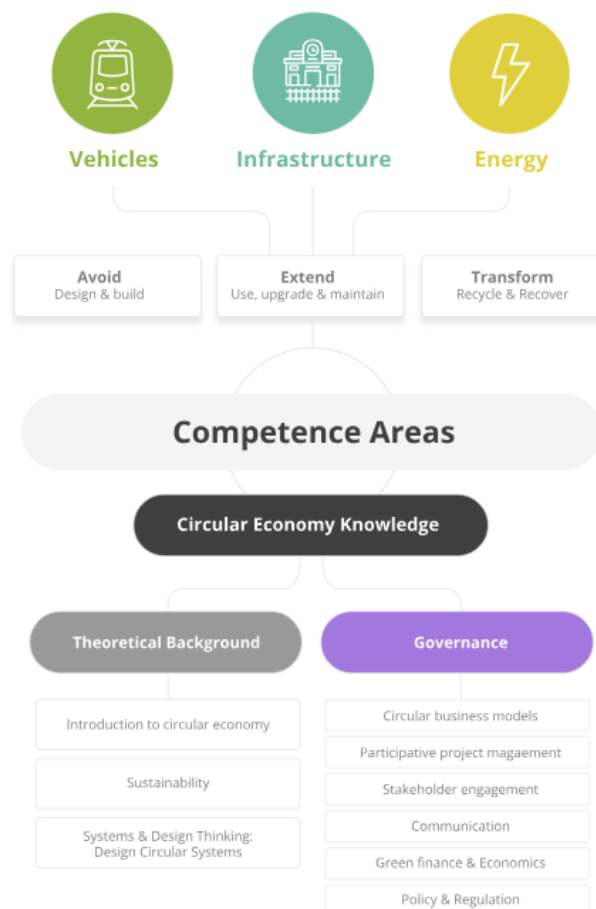 Vehicles
Infrastructure
Energy
Avoid
Design & build
Extend
Use, upgrade & maintain
Transform
Recycle & Recover
Competence Areas
Circular Economy Knowledge
Theoretical Background
Governance
Introduction to circular economy
Sustainability
Systems & Design Thinking:
Design Circular Systems
Circular business models
Participative project magaement
Stakeholder engagement
Communication
Green finance & Economics
Policy & Regulation